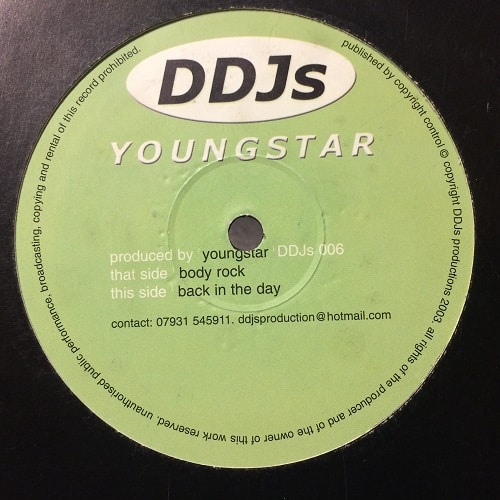 DDJs
YOUNGSTAR
produced by ' youngstar ' DDJs 006
that side ' body rock
this side ' back in the day
contact: 07931 545911. ddjsproduction@hotmail.com
published by copyright control © copyright DDJs productions 2003. all rights of the producer and of the owner of this work reserved. unauthorised public performance, broadcasting, copying and rental of this record prohibited.